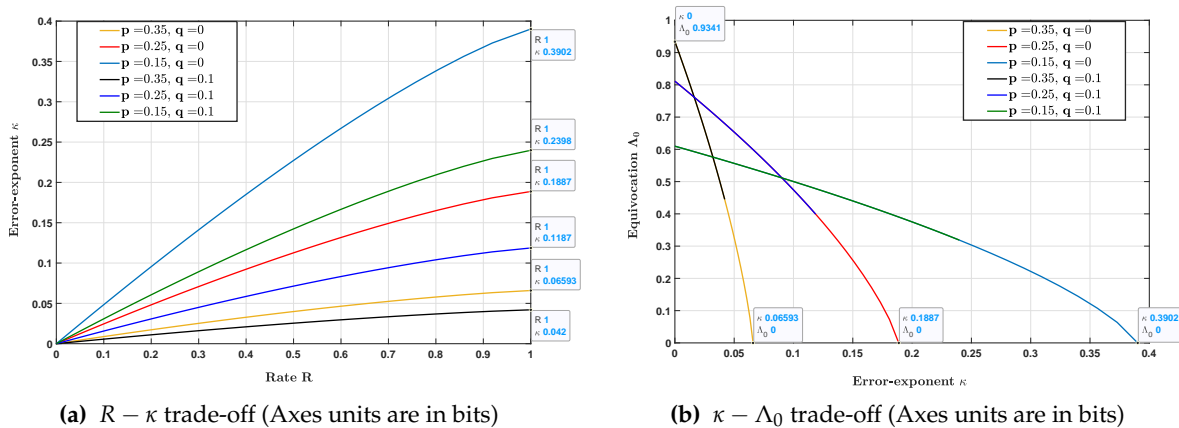 0.4
0.35
0.3
0.25
0.2
0.15
0.1
0.05
0
Error-exponent κ
p =0.35, q =0
p =0.25, q =0
p =0.15, q =0
p =0.35, q =0.1
p =0.25, q =0.1
p =0.15, q =0.1
R 1
κ 0.3902
R 1
κ 0.2398
R 1
κ 0.1887
R 1
κ 0.1187
R 1
κ 0.06593
R 1
κ 0.042
0 0.1 0.2 0.3 0.4 0.5 0.6 0.7 0.8 0.9 1
Rate R
(a) R − κ trade-off (Axes units are in bits)
1
0.9
0.8
0.7
0.6
0.5
0.4
0.3
0.2
0.1
0
Equivocation Λ0
κ 0
Λ0 0.9341
p =0.35, q =0
p =0.25, q =0
p =0.15, q =0
p =0.35, q =0.1
p =0.25, q =0.1
p =0.15, q =0.1
κ 0.06593
Λ0 0
κ 0.1887
Λ0 0
κ 0.3902
Λ0 0
0 0.05 0.1 0.15 0.2 0.25 0.3 0.35 0.4
Error-exponent κ
(b) κ − Λ0 trade-off (Axes units are in bits)